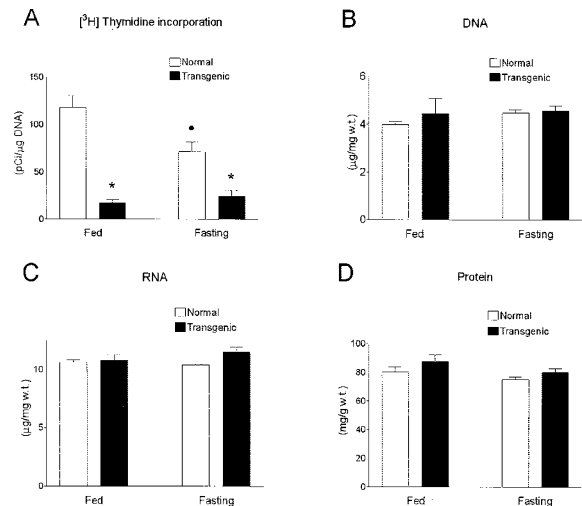 A
[³H] Thymidine incorporation
Normal
Transgenic
150
100
50
0
(pCi/µg DNA)
*
•
*
Fed
Fasting
B
DNA
Normal
Transgenic
6
4
2
0
(µg/mg w.t.)
Fed
Fasting
C
RNA
Normal
Transgenic
10
5
0
(µg/mg w.t.)
Fed
Fasting
D
Protein
Normal
Transgenic
100
80
60
40
20
0
(mg/g w.t.)
Fed
Fasting